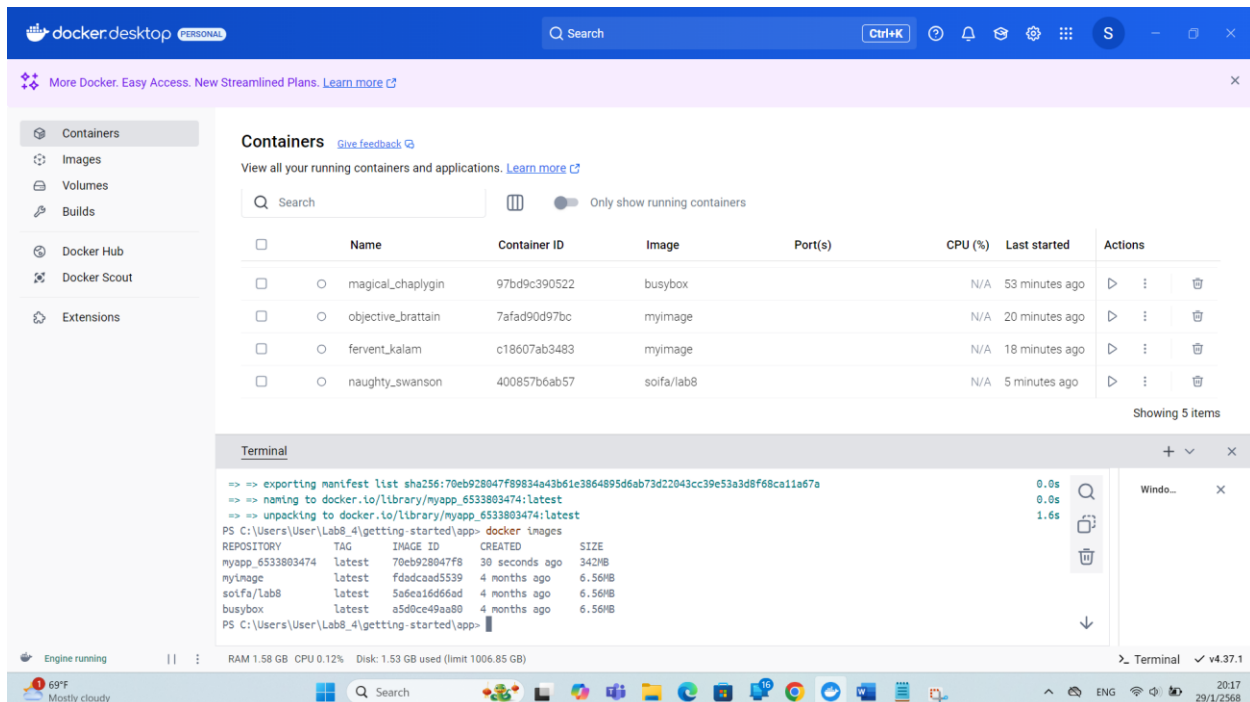 docker.desktop PERSONAL Search Ctrl+K S
More Docker. Easy Access. New Streamlined Plans. Learn more
Containers
Images
Volumes
Builds
Docker Hub
Docker Scout
Extensions
Containers Give feedback
View all your running containers and applications. Learn more
Search Only show running containers
Name Container ID Image Port(s) CPU (%) Last started Actions
magical_chaplygin 97bd9c390522 busybox N/A 53 minutes ago
objective_brattain 7afad90d97bc myimage N/A 20 minutes ago
fervent_kalam c18607ab3483 myimage N/A 18 minutes ago
naughty_swanson 400857b6ab57 soifa/lab8 N/A 5 minutes ago
Showing 5 items
Terminal
=> => exporting manifest list sha256:70eb928047f89834a43b61e3864895d6ab73d22043cc39e53a3d8f68ca11a67a 0.0s
=> => naming to docker.io/library/myapp_6533803474:latest 0.0s
=> => unpacking to docker.io/library/myapp_6533803474:latest 1.6s
PS C:\Users\User\Lab8_4\getting-started\app> docker images
REPOSITORY TAG IMAGE ID CREATED SIZE
myapp_6533803474 latest 70eb928047f8 30 seconds ago 342MB
myimage latest fdadcaad5539 4 months ago 6.56MB
soifa/lab8 latest 5a6ea16d66ad 4 months ago 6.56MB
busybox latest a5d0ce49aa80 4 months ago 6.56MB
PS C:\Users\User\Lab8_4\getting-started\app>
Windo...
Engine running RAM 1.58 GB CPU 0.12% Disk: 1.53 GB used (limit 1006.85 GB) Terminal v4.37.1
1 69°F
Mostly cloudy
Search
16
ENG
20:17
29/1/2568